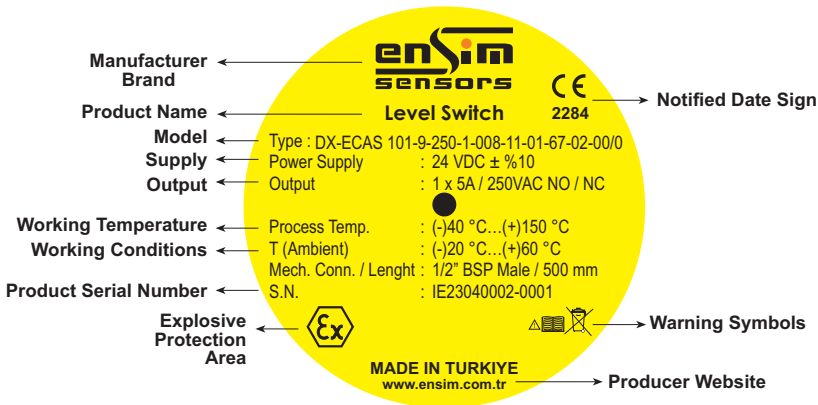 ensim
sensors
Manufacturer
Brand
CE
2284
Notified Date Sign
Product Name
Level Switch
Model
Type : DX-ECAS 101-9-250-1-008-11-01-67-02-00/0
Supply
Power Supply : 24 VDC ± %10
Output
Output : 1 x 5A / 250VAC NO / NC
Working Temperature
Process Temp. : (-)40 °C...(+)150 °C
Working Conditions
T (Ambient) : (-)20 °C...(+)60 °C
Mech. Conn. / Lenght : 1/2" BSP Male / 500 mm
Product Serial Number
S.N. : IE23040002-0001
Explosive
Protection
Area
Ex
Warning Symbols
MADE IN TURKIYE
www.ensim.com.tr
Producer Website